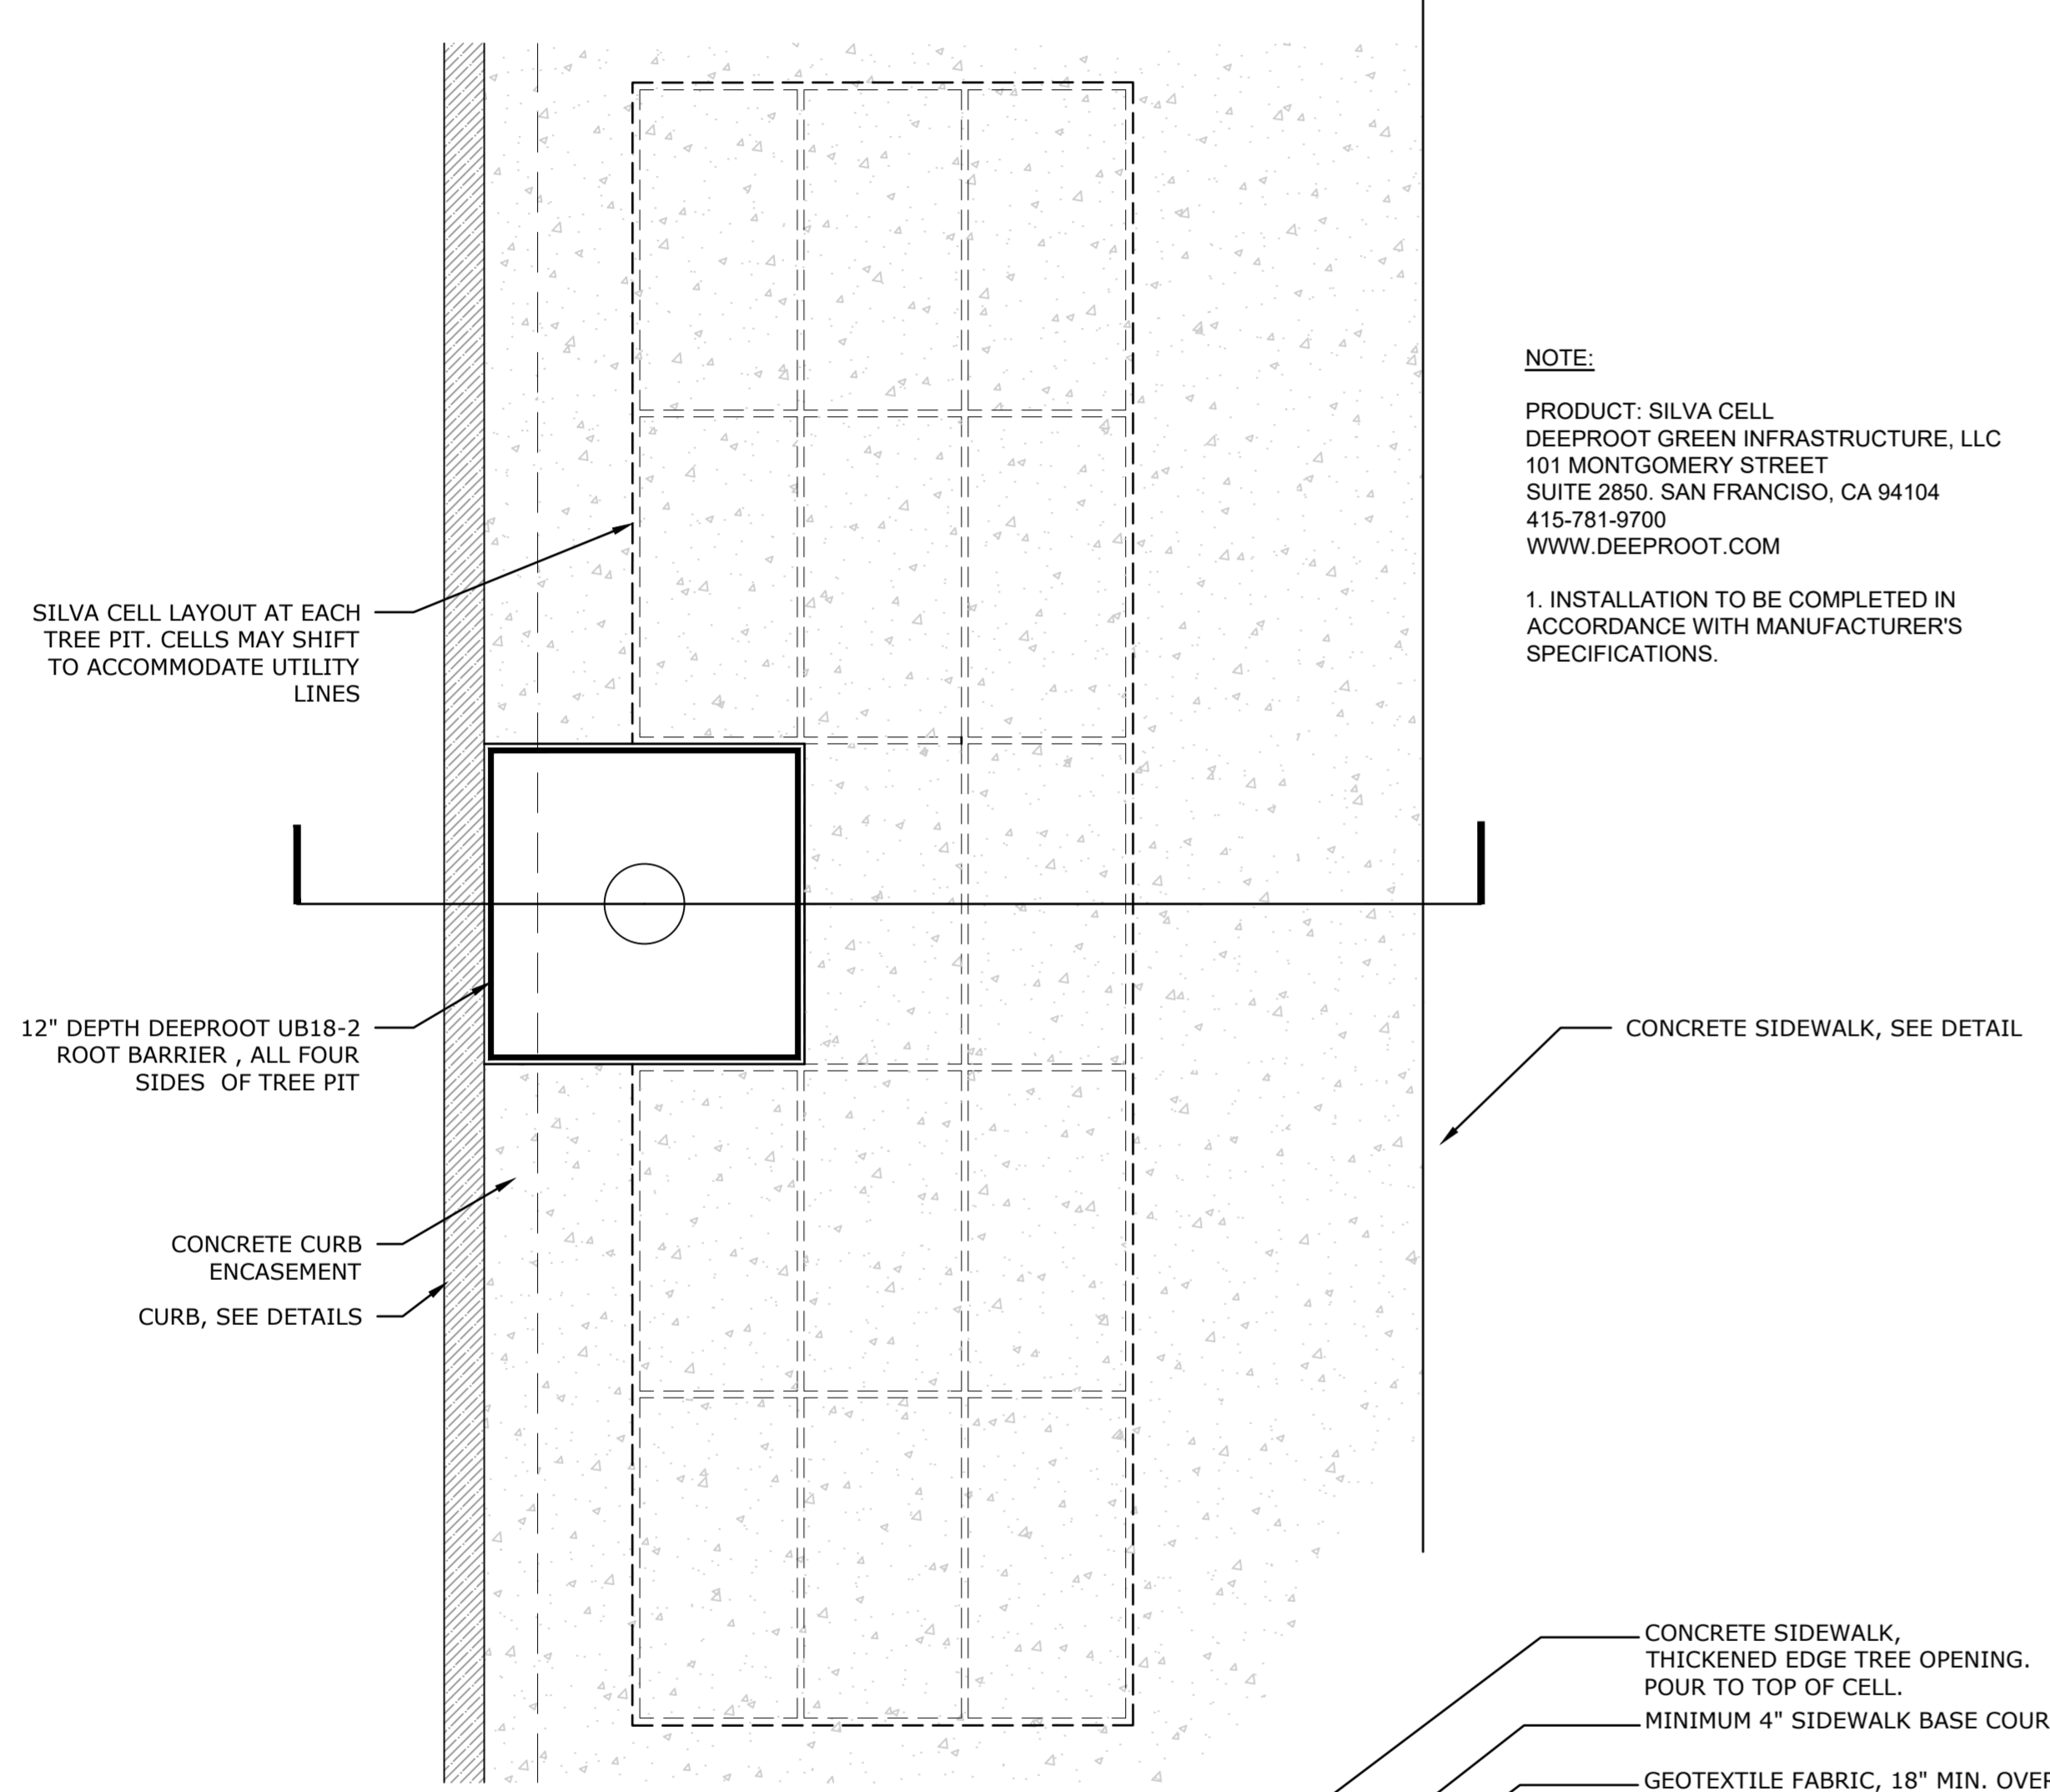 NOTE:
PRODUCT: SILVA CELL
DEEPROOT GREEN INFRASTRUCTURE, LLC
101 MONTGOMERY STREET
SUITE 2850. SAN FRANCISO, CA 94104
415-781-9700
WWW.DEEPROOT.COM
1. INSTALLATION TO BE COMPLETED IN
ACCORDANCE WITH MANUFACTURER'S
SPECIFICATIONS.
SILVA CELL LAYOUT AT EACH
TREE PIT. CELLS MAY SHIFT
TO ACCOMMODATE UTILITY
LINES
12" DEPTH DEEPROOT UB18-2
ROOT BARRIER , ALL FOUR
SIDES OF TREE PIT
CONCRETE SIDEWALK, SEE DETAIL
CONCRETE CURB
ENCASEMENT
CURB, SEE DETAILS
CONCRETE SIDEWALK,
THICKENED EDGE TREE OPENING.
POUR TO TOP OF CELL.
MINIMUM 4" SIDEWALK BASE COUR
GEOTEXTILE FABRIC, 18" MIN. OVER